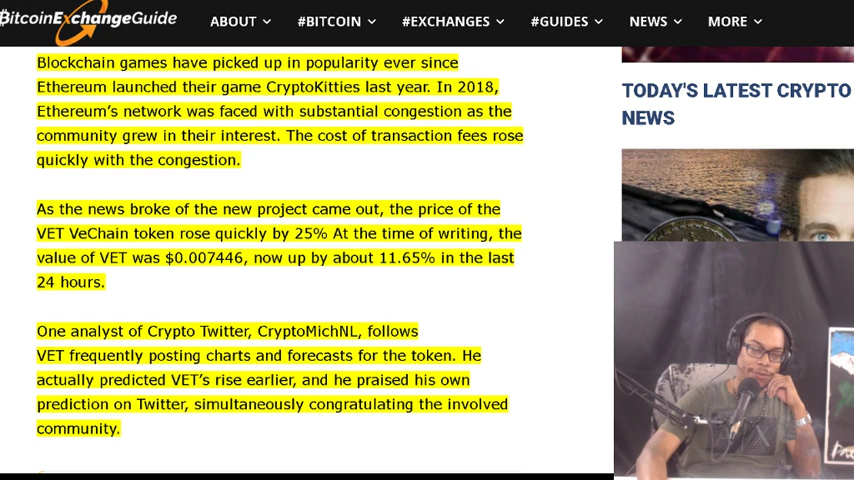 BitcoinExchangeGuide
ABOUT #BITCOIN #EXCHANGES #GUIDES NEWS MORE
Blockchain games have picked up in popularity ever since
Ethereum launched their game CryptoKitties last year. In 2018,
Ethereum’s network was faced with substantial congestion as the
community grew in their interest. The cost of transaction fees rose
quickly with the congestion.
As the news broke of the new project came out, the price of the
VET VeChain token rose quickly by 25% At the time of writing, the
value of VET was $0.007446, now up by about 11.65% in the last
24 hours.
One analyst of Crypto Twitter, CryptoMichNL, follows
VET frequently posting charts and forecasts for the token. He
actually predicted VET’s rise earlier, and he praised his own
prediction on Twitter, simultaneously congratulating the involved
community.
TODAY'S LATEST CRYPTO
NEWS